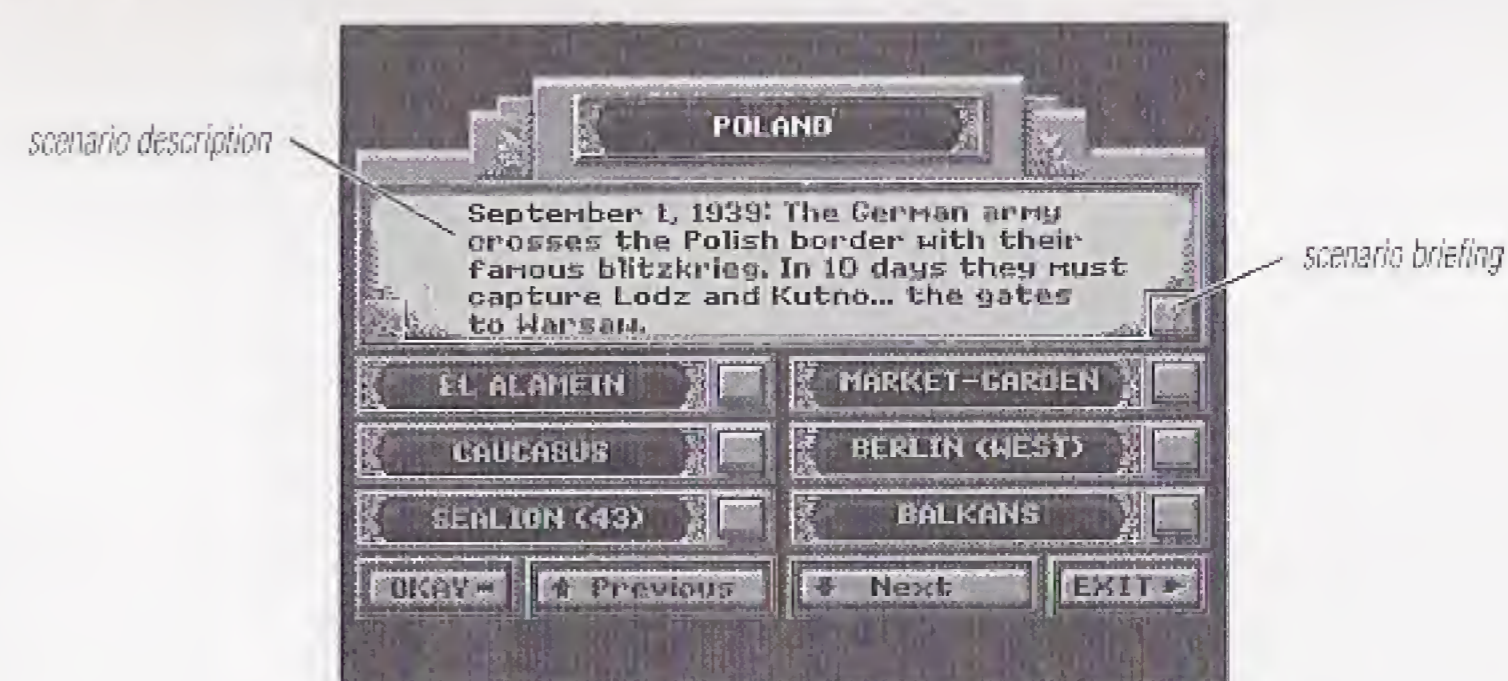 POLAND
scenario description
September 1, 1939: The German army
crosses the Polish border with their
famous blitzkrieg. In 10 days they must
capture Lodz and Kutno... the gates
to Warsaw.
scenario briefing
EL ALAMEIN
MARKET-GARDEN
CAUCASUS
BERLIN (WEST)
SEALION (43)
BALKANS
OKAY
Previous
Next
EXIT